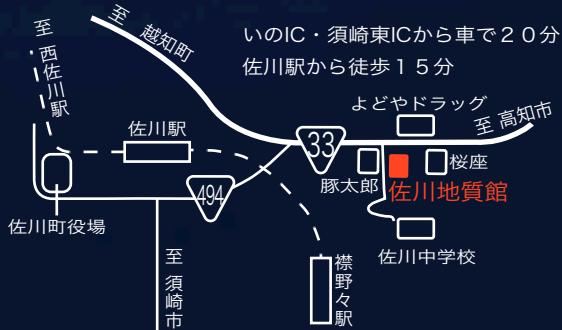 いのIC・須崎東ICから車で２０分
佐川駅から徒歩１５分
至 越知町
至 西佐川駅
よどやドラッグ
至 高知市
佐川駅
33
桜座
豚太郎
佐川地質館
494
佐川町役場
佐川中学校
至 須崎市
襟野々駅